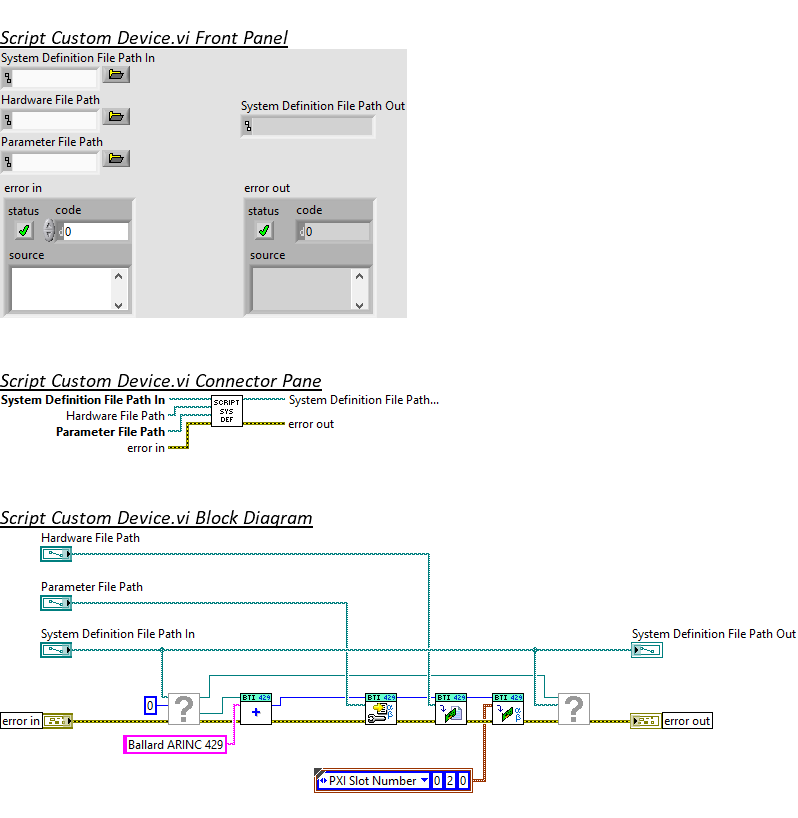 Script Custom Device.vi Front Panel
System Definition File Path In
Hardware File Path
System Definition File Path Out
Parameter File Path
error in
error out
status code
status code
0
0
source
source
Script Custom Device.vi Connector Pane
System Definition File Path In
System Definition File Path...
Hardware File Path
Parameter File Path
error in
SCRIPT
SYS
DEF
error out
Script Custom Device.vi Block Diagram
Hardware File Path
Parameter File Path
System Definition File Path In
System Definition File Path Out
0
?
BTI 429
+
BTI 429
BTI 429
BTI 429
?
error in
error out
Ballard ARINC 429
PXI Slot Number 0 2 0